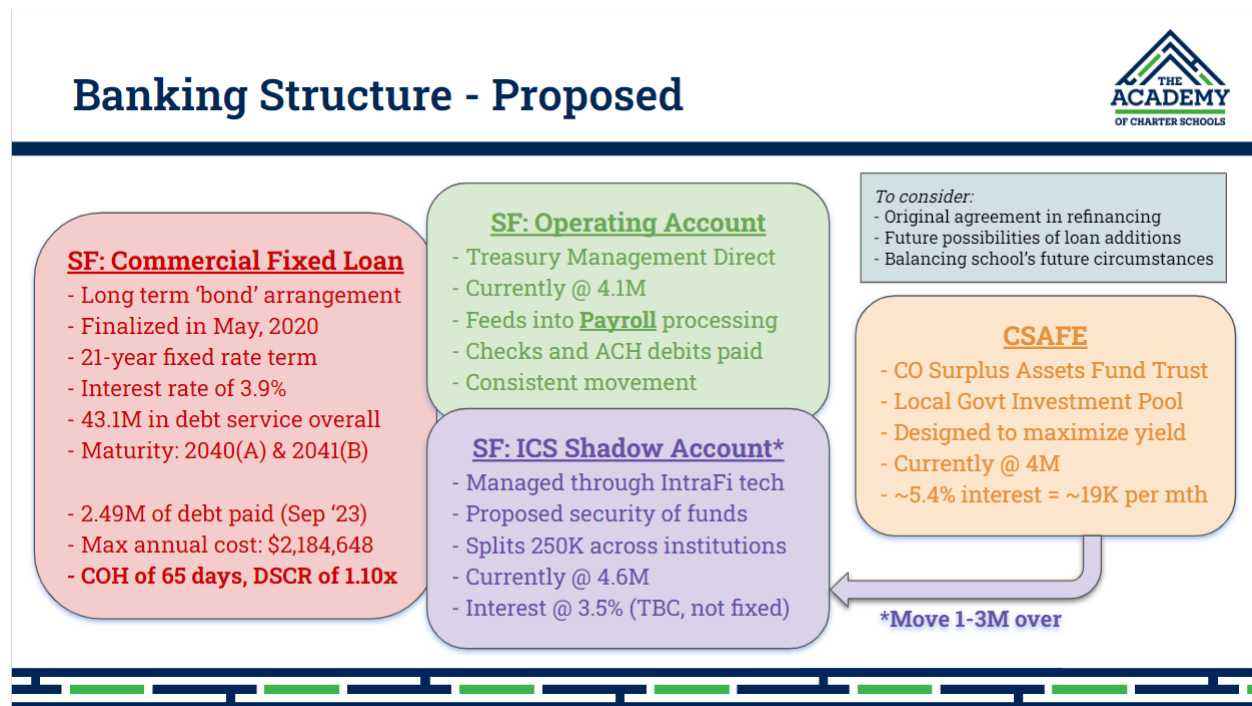 Banking Structure - Proposed
THE
ACADEMY
OF CHARTER SCHOOLS
SF: Commercial Fixed Loan
- Long term ‘bond’ arrangement
- Finalized in May, 2020
- 21-year fixed rate term
- Interest rate of 3.9%
- 43.1M in debt service overall
- Maturity: 2040(A) & 2041(B)
- 2.49M of debt paid (Sep ‘23)
- Max annual cost: $2,184,648
- COH of 65 days, DSCR of 1.10x
SF: Operating Account
- Treasury Management Direct
- Currently @ 4.1M
- Feeds into Payroll processing
- Checks and ACH debits paid
- Consistent movement
SF: ICS Shadow Account*
- Managed through IntraFi tech
- Proposed security of funds
- Splits 250K across institutions
- Currently @ 4.6M
- Interest @ 3.5% (TBC, not fixed)
To consider:
- Original agreement in refinancing
- Future possibilities of loan additions
- Balancing school’s future circumstances
CSAFE
- CO Surplus Assets Fund Trust
- Local Govt Investment Pool
- Designed to maximize yield
- Currently @ 4M
- ~5.4% interest = ~19K per mth
*Move 1-3M over